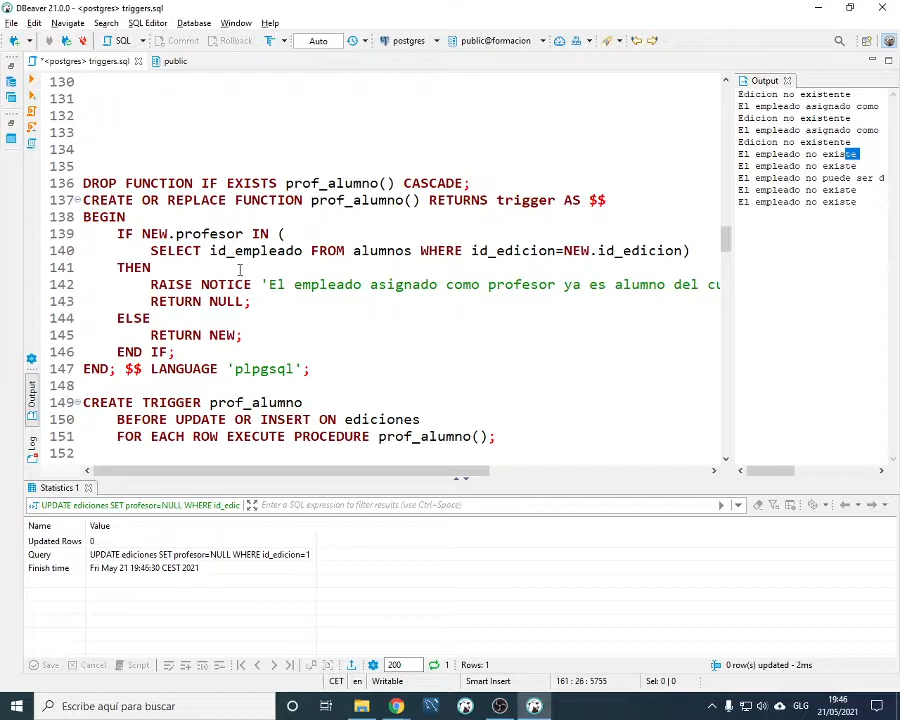 DBeaver 21.0.0 - <postgres> triggers.sql
File Edit Navigate Search SQL Editor Database Window Help
SQL Commit Rollback T Auto postgres public@formacion
*<postgres> triggers.sql public
Output
130
131
132
133
134
135
136 DROP FUNCTION IF EXISTS prof_alumno() CASCADE;
137 CREATE OR REPLACE FUNCTION prof_alumno() RETURNS trigger AS $$
138 BEGIN
139 IF NEW.profesor IN (
140 SELECT id_empleado FROM alumnos WHERE id_edicion=NEW.id_edicion)
141 THEN
142 RAISE NOTICE 'El empleado asignado como profesor ya es alumno del cu
143 RETURN NULL;
144 ELSE
145 RETURN NEW;
146 END IF;
147 END; $$ LANGUAGE 'plpgsql';
148
149 CREATE TRIGGER prof_alumno
150 BEFORE UPDATE OR INSERT ON ediciones
151 FOR EACH ROW EXECUTE PROCEDURE prof_alumno();
152
Edicion no existente
El empleado asignado como
Edicion no existente
El empleado asignado como
Edicion no existente
El empleado no existe
El empleado no existe
El empleado no puede ser d
El empleado no existe
El empleado no existe
Output
Log
Statistics 1
UPDATE ediciones SET profesor=NULL WHERE id_edic Enter a SQL expression to filter results (use Ctrl+Space)
Name Value
Updated Rows 0
Query UPDATE ediciones SET profesor=NULL WHERE id_edicion=1
Finish time Fri May 21 19:46:30 CEST 2021
Save Cancel Script 200 1 Rows: 1 0 row(s) updated - 2ms
CET en Writable Smart Insert 161 : 26 : 5755 Sel: 0 | 0
Escribe aquí para buscar
GLG
19:46
21/05/2021